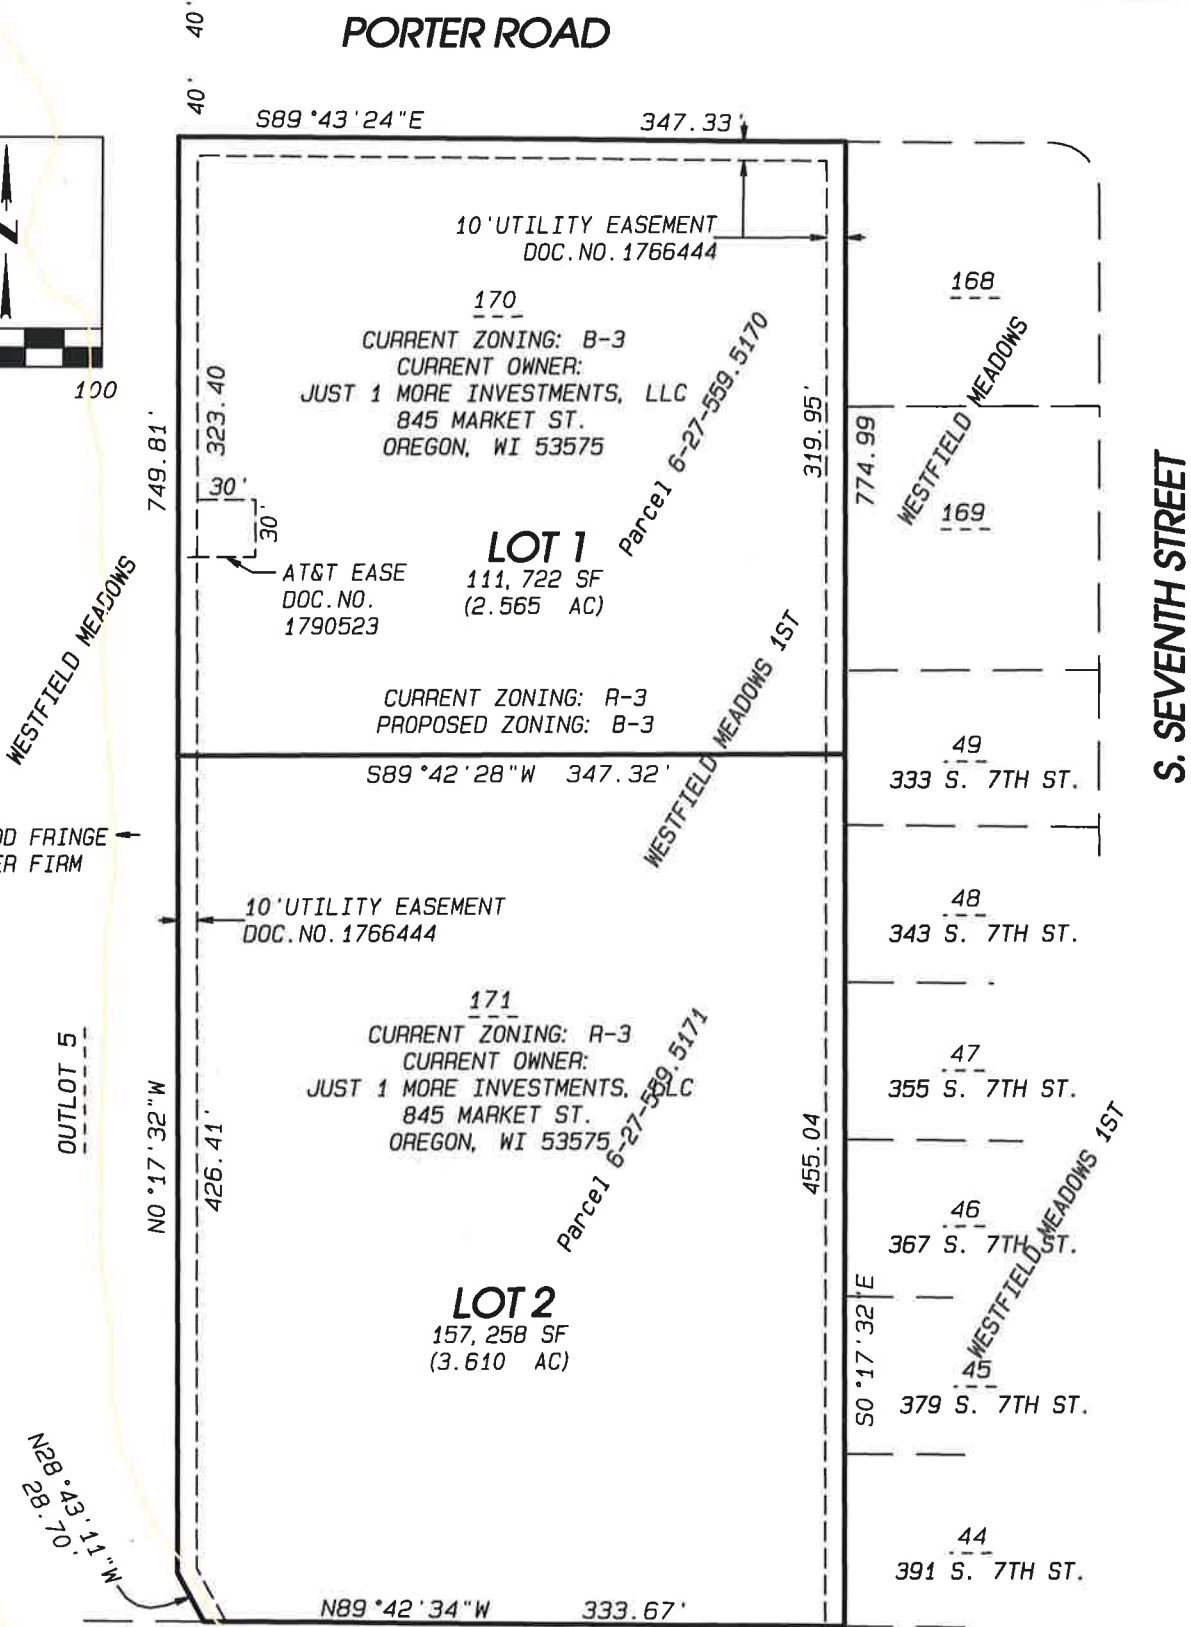 40'
PORTER ROAD
40'
S89°43'24"E 347.33'
10'UTILITY EASEMENT
DOC.NO.1766444
170
CURRENT ZONING: B-3
CURRENT OWNER:
JUST 1 MORE INVESTMENTS, LLC
845 MARKET ST.
OREGON, WI 53575
Parcel 6-27-559.5170
168
WESTFIELD MEADOWS
169
100
749.81'
323.40
30'
30'
319.95'
774.99
S. SEVENTH STREET
AT&T EASE
DOC.NO.
1790523
LOT 1
111,722 SF
(2.565 AC)
WESTFIELD MEADOWS
WESTFIELD MEADOWS 1ST
CURRENT ZONING: R-3
PROPOSED ZONING: B-3
S89°42'28"W 347.32'
49
333 S. 7TH ST.
FRINGE
FIRM
10'UTILITY EASEMENT
DOC.NO.1766444
48
343 S. 7TH ST.
171
CURRENT ZONING: R-3
CURRENT OWNER:
JUST 1 MORE INVESTMENTS, LLC
845 MARKET ST.
OREGON, WI 53575
Parcel 6-27-559.5171
OUTLOT 5
N0°17'32"W
426.41'
455.04
47
355 S. 7TH ST.
46
367 S. 7TH ST.
WESTFIELD MEADOWS 1ST
LOT 2
157,258 SF
(3.610 AC)
S0°17'32"E
45
379 S. 7TH ST.
N28°43'11"W
28.70'
44
391 S. 7TH ST.
N89°42'34"W 333.67'